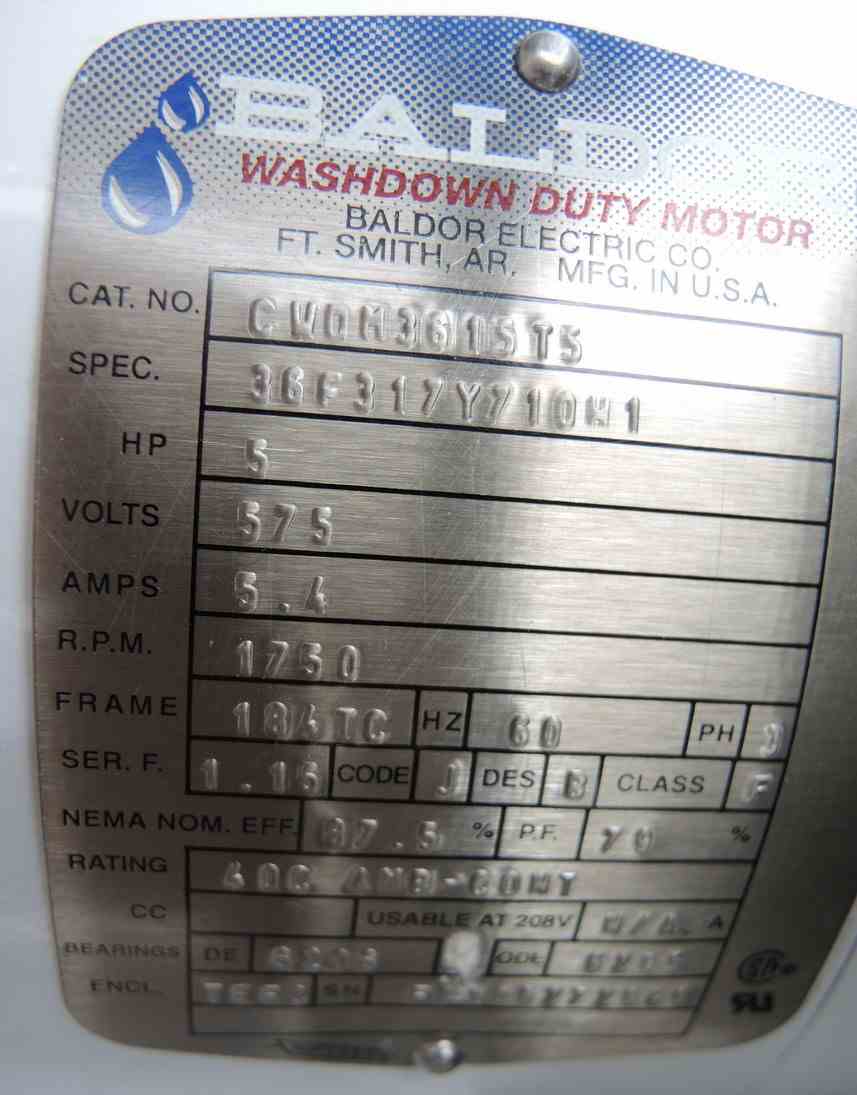 BALDOR
WASHDOWN DUTY MOTOR
BALDOR ELECTRIC CO.
FT. SMITH, AR. MFG. IN U.S.A.
CAT. NO. CWDM3615T5
SPEC. 36F317Y710W1
HP 5
VOLTS 575
AMPS 5.4
R.P.M. 1750
FRAME 184TC HZ 60 PH 3
SER. F. 1.15 CODE J DES B CLASS F
NEMA NOM. EFF. 87.5 % P.F. %
RATING 40C AMB-CONT
CC USABLE AT 208V N/A A
BEARINGS DE ODE
ENCL. SN